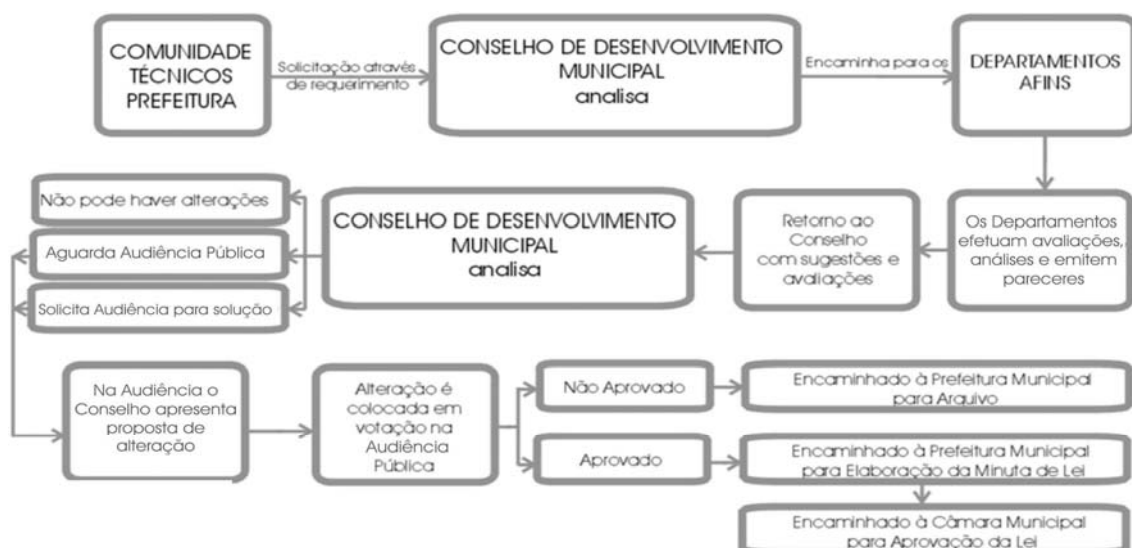 COMUNIDADE
TÉCNICOS
PREFEITURA
Solicitação através
de requerimento
CONSELHO DE DESENVOLVIMENTO
MUNICIPAL
analisa
Encaminha para os
DEPARTAMENTOS
AFINS
Os Departamentos
efetuam avaliações,
análises e emitem
pareceres
Retorno ao
Conselho
com sugestões e
avaliações
CONSELHO DE DESENVOLVIMENTO
MUNICIPAL
analisa
Não pode haver alterações
Aguarda Audiência Pública
Solicita Audiência para solução
Na Audiência o
Conselho apresenta
proposta de
alteração
Alteração é
colocada em
votação na
Audiência
Pública
Não Aprovado
Encaminhado à Prefeitura Municipal
para Arquivo
Aprovado
Encaminhado à Prefeitura Municipal
para Elaboração da Minuta de Lei
Encaminhado à Câmara Municipal
para Aprovação da Lei